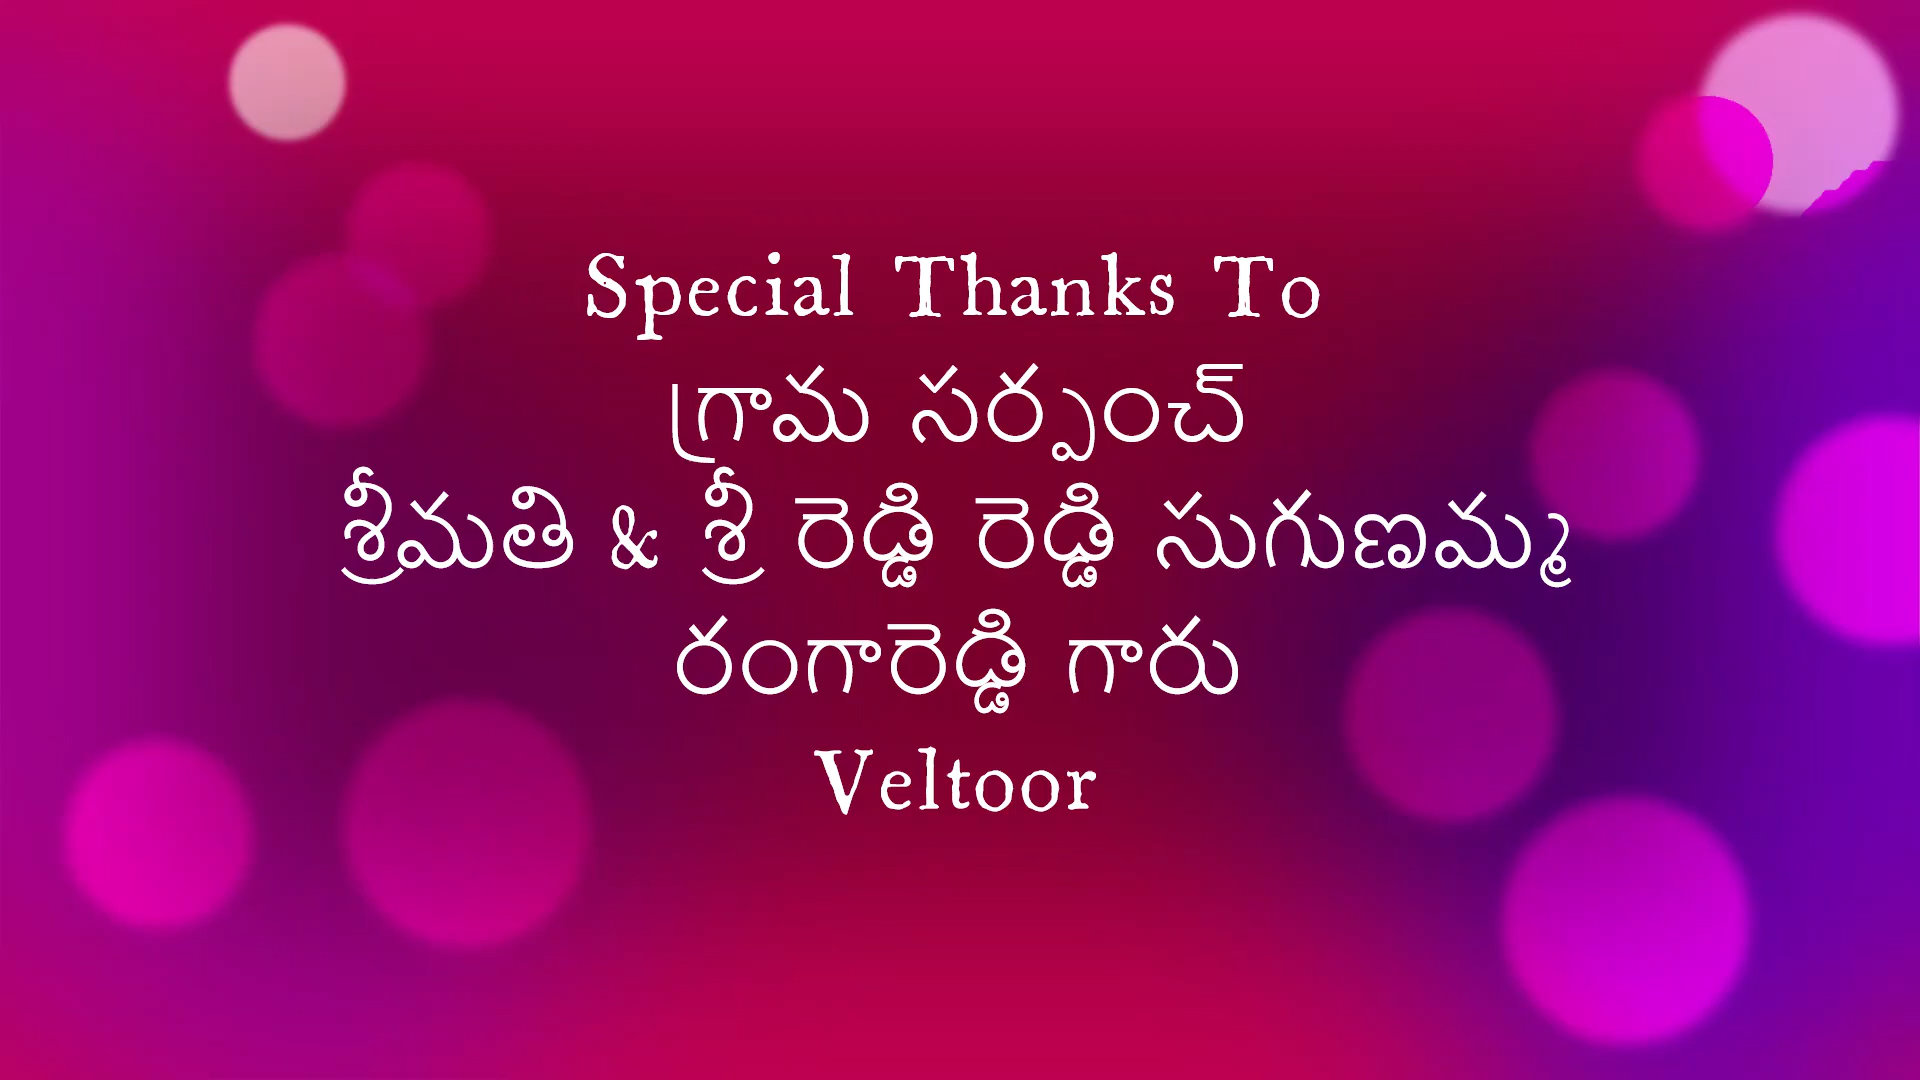 Special Thanks To
గ్రామ సర్పంచ్
శ్రీమతి & శ్రీ రెడ్డి రెడ్డి సుగుణమ్మ
రంగారెడ్డి గారు
Veltoor